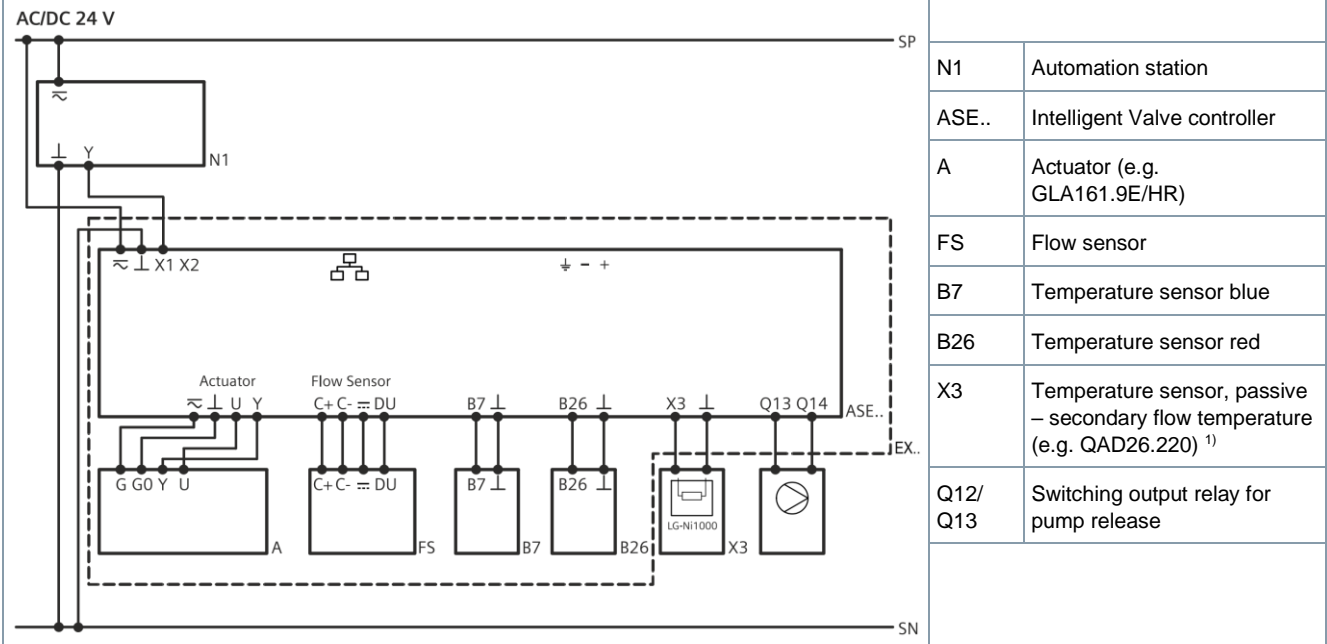 AC/DC 24 V
SP
⊥ Y
N1
⊥ X1 X2
⏚ - +
Actuator
Flow Sensor
⊥ U Y
C+ C- ⎓ DU
B7 ⊥
B26 ⊥
X3 ⊥
Q13 Q14
ASE..
EX..
G G0 Y U
C+ C- ⎓ DU
B7 ⊥
B26 ⊥
LG-Ni1000
A
FS
B7
B26
X3
SN
N1 Automation station
ASE.. Intelligent Valve controller
A Actuator (e.g.
GLA161.9E/HR)
FS Flow sensor
B7 Temperature sensor blue
B26 Temperature sensor red
X3 Temperature sensor, passive
– secondary flow temperature
(e.g. QAD26.220) 1)
Q12/ Switching output relay for
Q13 pump release